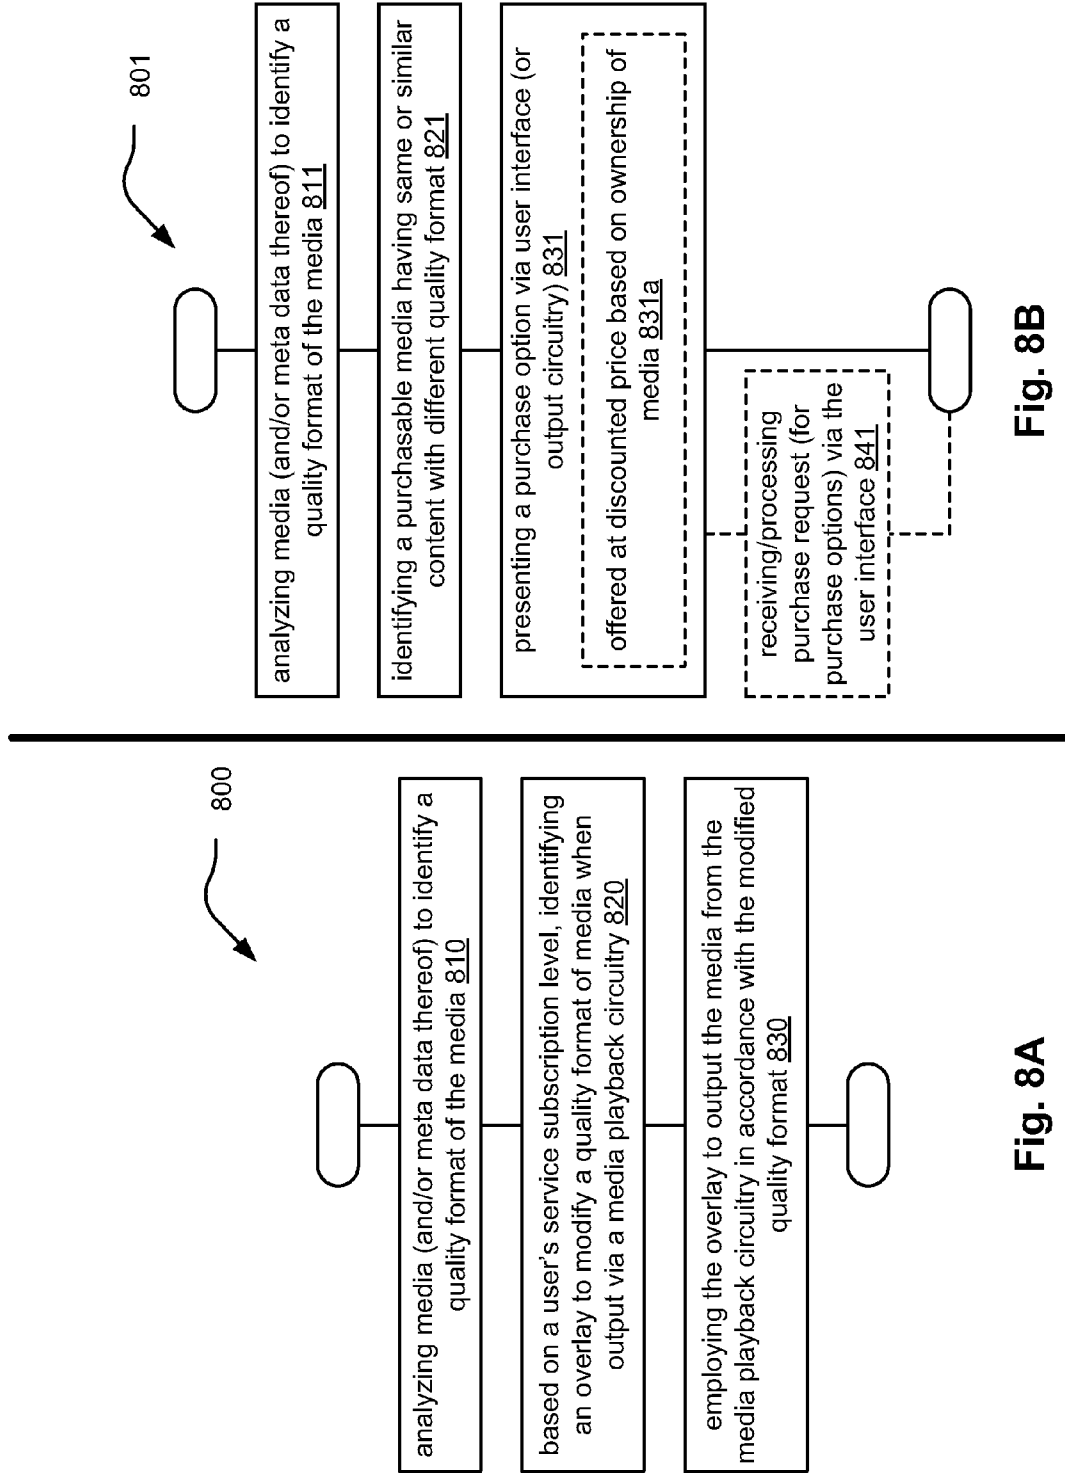 800
analyzing media (and/or meta data thereof) to identify a
quality format of the media 810
based on a user's service subscription level, identifying
an overlay to modify a quality format of media when
output via a media playback circuitry 820
employing the overlay to output the media from the
media playback circuitry in accordance with the modified
quality format 830
Fig. 8A
801
analyzing media (and/or meta data thereof) to identify a
quality format of the media 811
identifying a purchasable media having same or similar
content with different quality format 821
presenting a purchase option via user interface (or
output circuitry) 831
offered at discounted price based on ownership of
media 831a
receiving/processing
purchase request (for
purchase options) via the
user interface 841
Fig. 8B